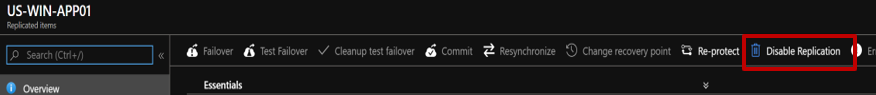 US-WIN-APP01
Replicated items
Search (Ctrl+/)
Failover Test Failover Cleanup test failover Commit Resynchronize Change recovery point Re-protect Disable Replication
Overview
Essentials